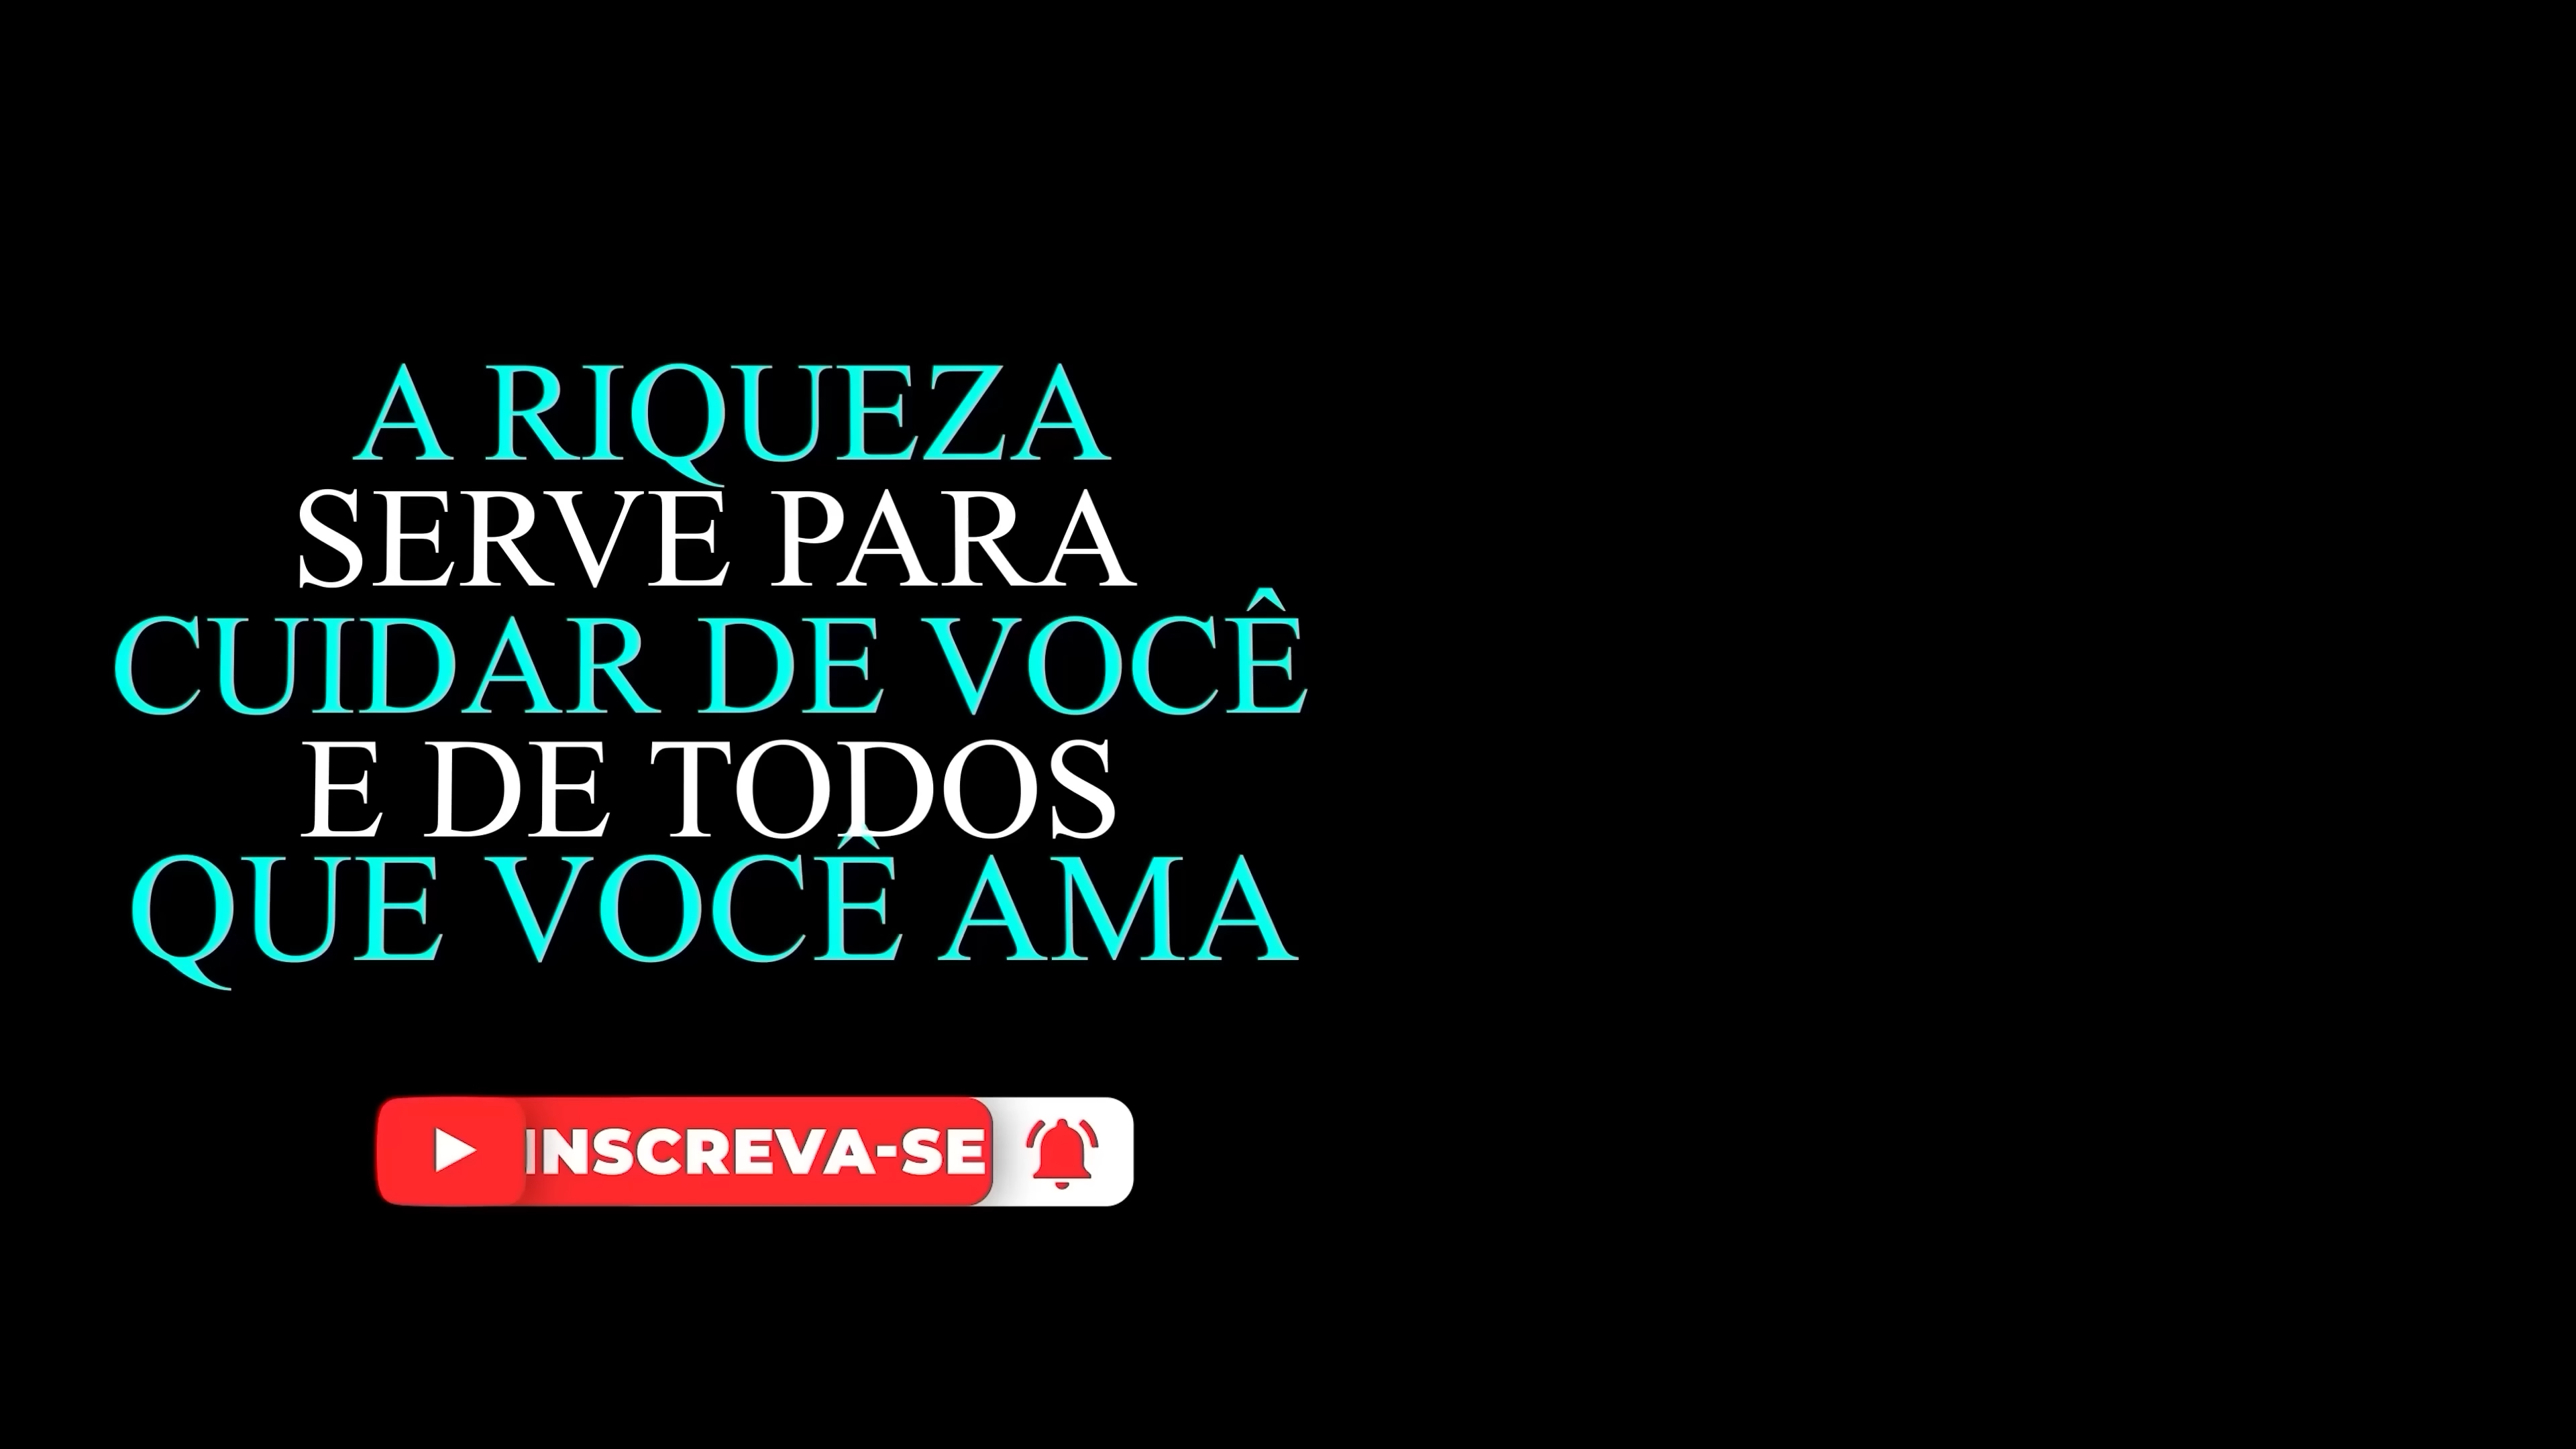 A RIQUEZA
SERVE PARA
CUIDAR DE VOCÊ
E DE TODOS
QUE VOCÊ AMA
INSCREVA-SE